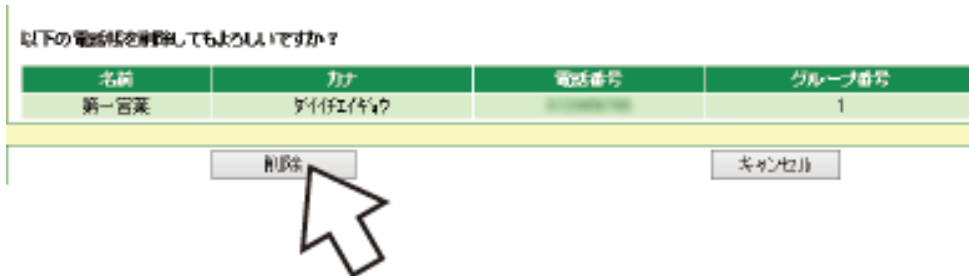 以下の電話帳を削除してもよろしいですか?
名前 カナ 電話番号 グループ番号
第一営業 ダイイチエイギョウ 1
削除 キャンセル